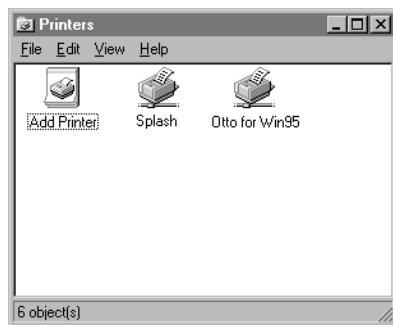 Printers
File Edit View Help
Add Printer Splash Otto for Win95
6 object(s)